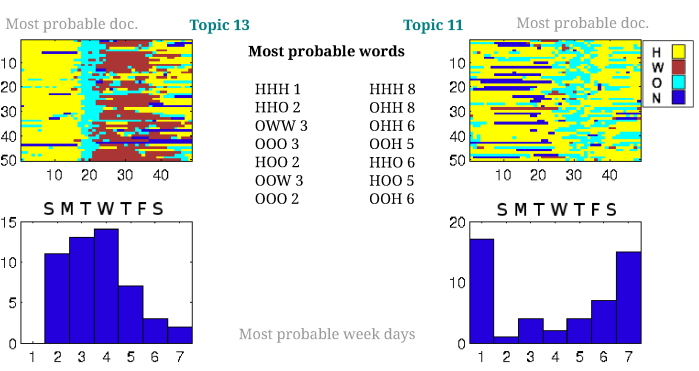 Most probable doc.
Topic 13
Topic 11
Most probable doc.
Most probable words
HHH 1
HHO 2
OWW 3
OOO 3
HOO 2
OOW 3
OOO 2
HHH 8
OHH 8
OHH 6
OOH 5
HHO 6
HOO 5
OOH 6
H
W
O
N
10
20
30
40
50
10 20 30 40
10
20
30
40
50
10 20 30 40
S M T W T F S
15
10
5
0
1 2 3 4 5 6 7
S M T W T F S
20
10
0
1 2 3 4 5 6 7
Most probable week days